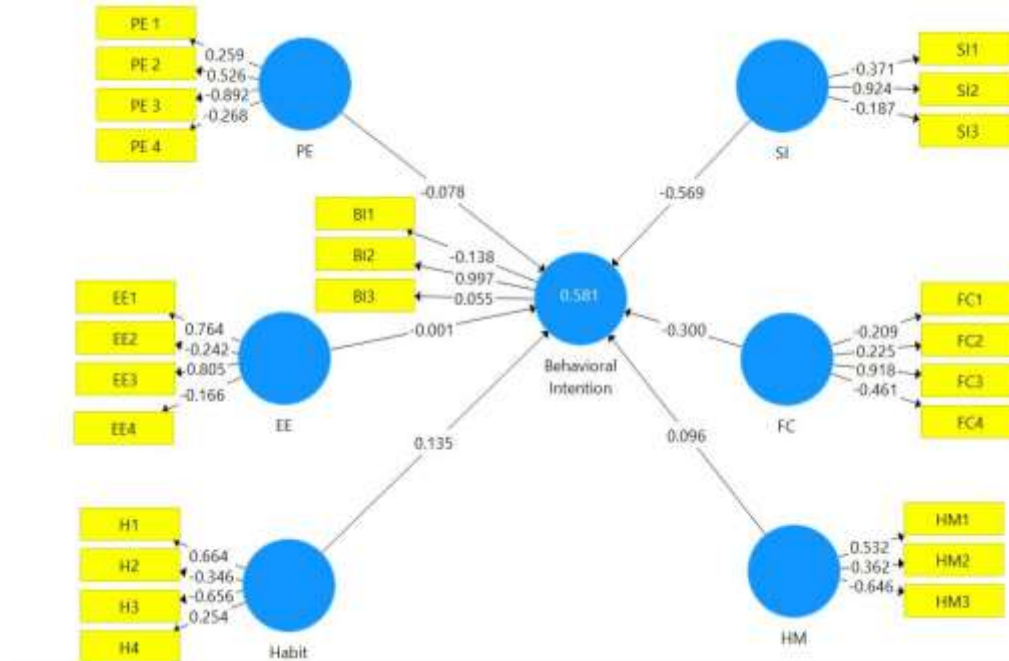 PE 1
PE 2
PE 3
PE 4
0.259
0.526
-0.892
-0.268
PE
SI1
SI2
SI3
-0.371
0.924
-0.187
SI
-0.078
-0.569
BI1
BI2
BI3
-0.138
0.997
0.055
0.581
Behavioral
Intention
EE1
EE2
EE3
EE4
0.764
-0.242
-0.805
-0.166
EE
-0.001
-0.300
FC1
FC2
FC3
FC4
-0.209
0.225
0.918
-0.461
FC
0.135
0.096
H1
H2
H3
H4
0.664
-0.346
-0.656
0.254
Habit
HM1
HM2
HM3
0.532
-0.362
-0.646
HM